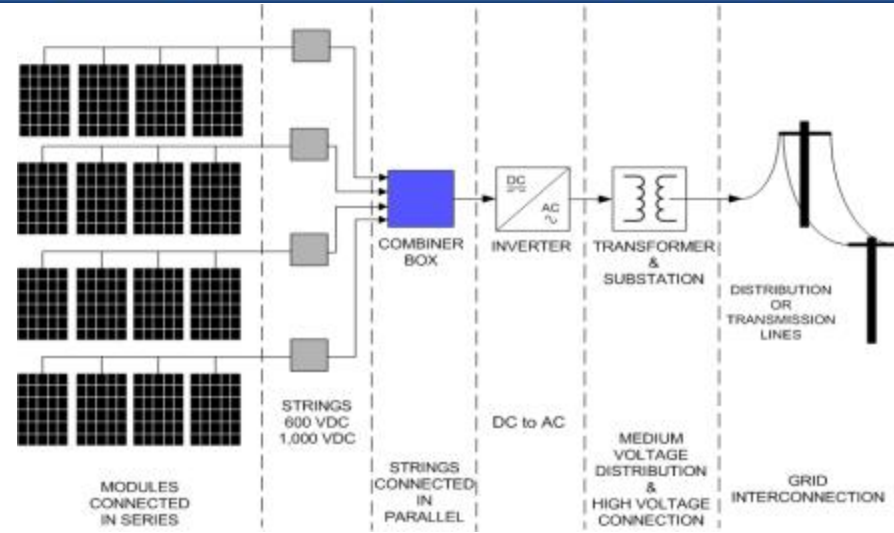 COMBINER
BOX
DC
AC
INVERTER
TRANSFORMER
&
SUBSTATION
DISTRIBUTION
OR
TRANSMISSION
LINES
MODULES
CONNECTED
IN SERIES
STRINGS
600 VDC
1,000 VDC
STRINGS
CONNECTED
IN
PARALLEL
DC to AC
MEDIUM
VOLTAGE
DISTRIBUTION
&
HIGH VOLTAGE
CONNECTION
GRID
INTERCONNECTION